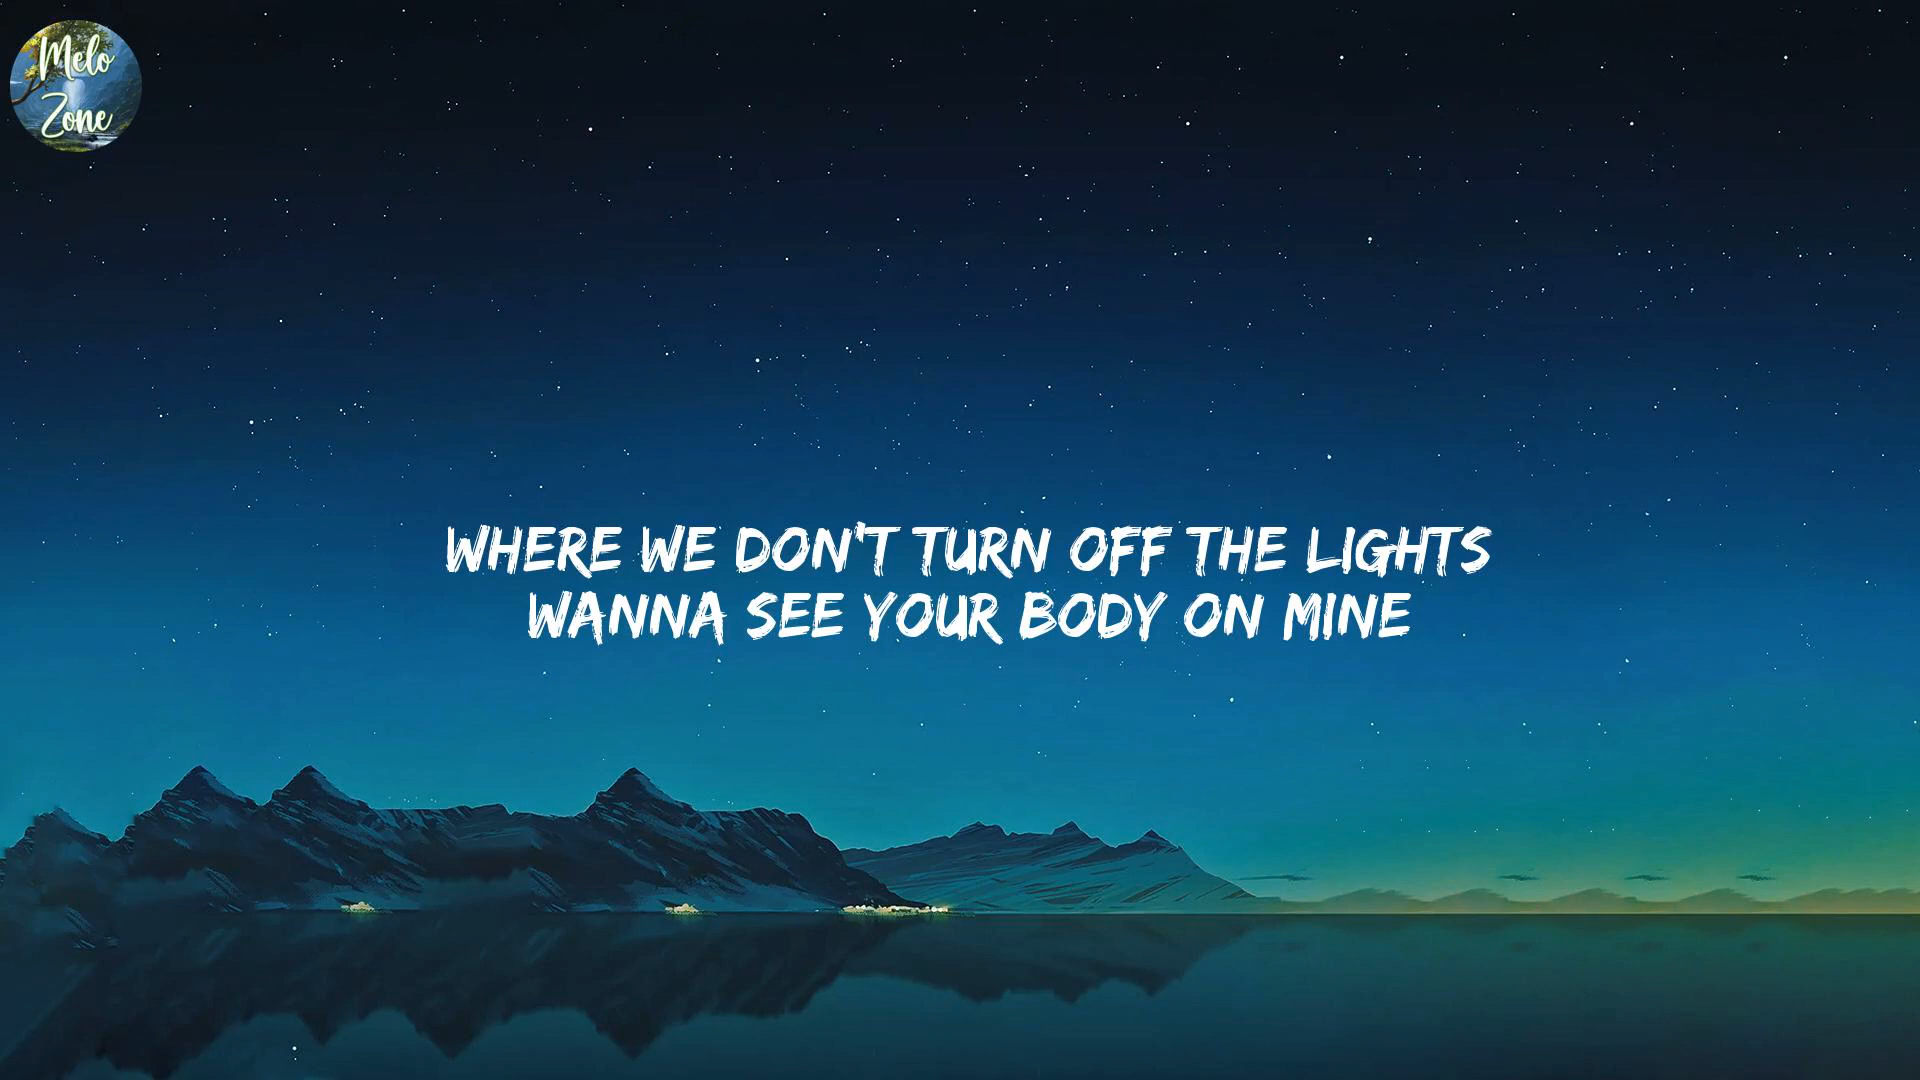 Melo
Zone
WHERE WE DON'T TURN OFF THE LIGHTS
WANNA SEE YOUR BODY ON MINE